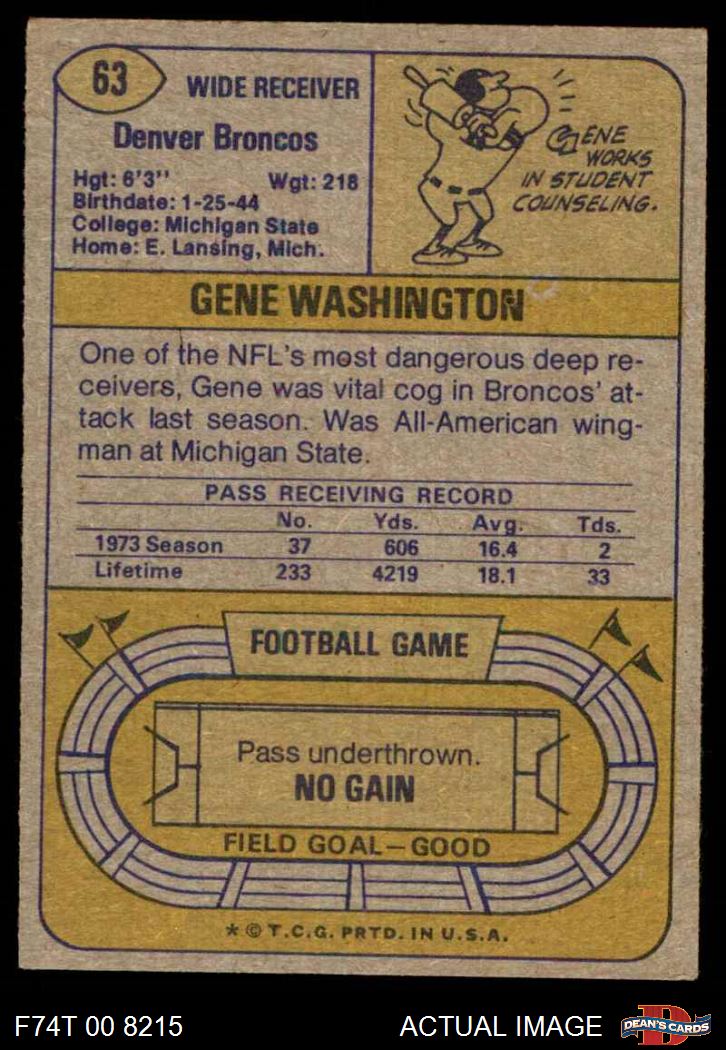 63
WIDE RECEIVER
Denver Broncos
Hgt: 6'3" Wgt: 218
Birthdate: 1-25-44
College: Michigan State
Home: E. Lansing, Mich.
GENE
WORKS
IN STUDENT
COUNSELING.
GENE WASHINGTON
One of the NFL's most dangerous deep re-
ceivers, Gene was vital cog in Broncos' at-
tack last season. Was All-American wing-
man at Michigan State.
PASS RECEIVING RECORD
No. Yds. Avg. Tds.
1973 Season 37 606 16.4 2
Lifetime 233 4219 18.1 33
FOOTBALL GAME
Pass underthrown.
NO GAIN
FIELD GOAL—GOOD
* © T.C.G. PRTD. IN U.S.A.
F74T 00 8215 ACTUAL IMAGE
D
DEAN'S CARDS